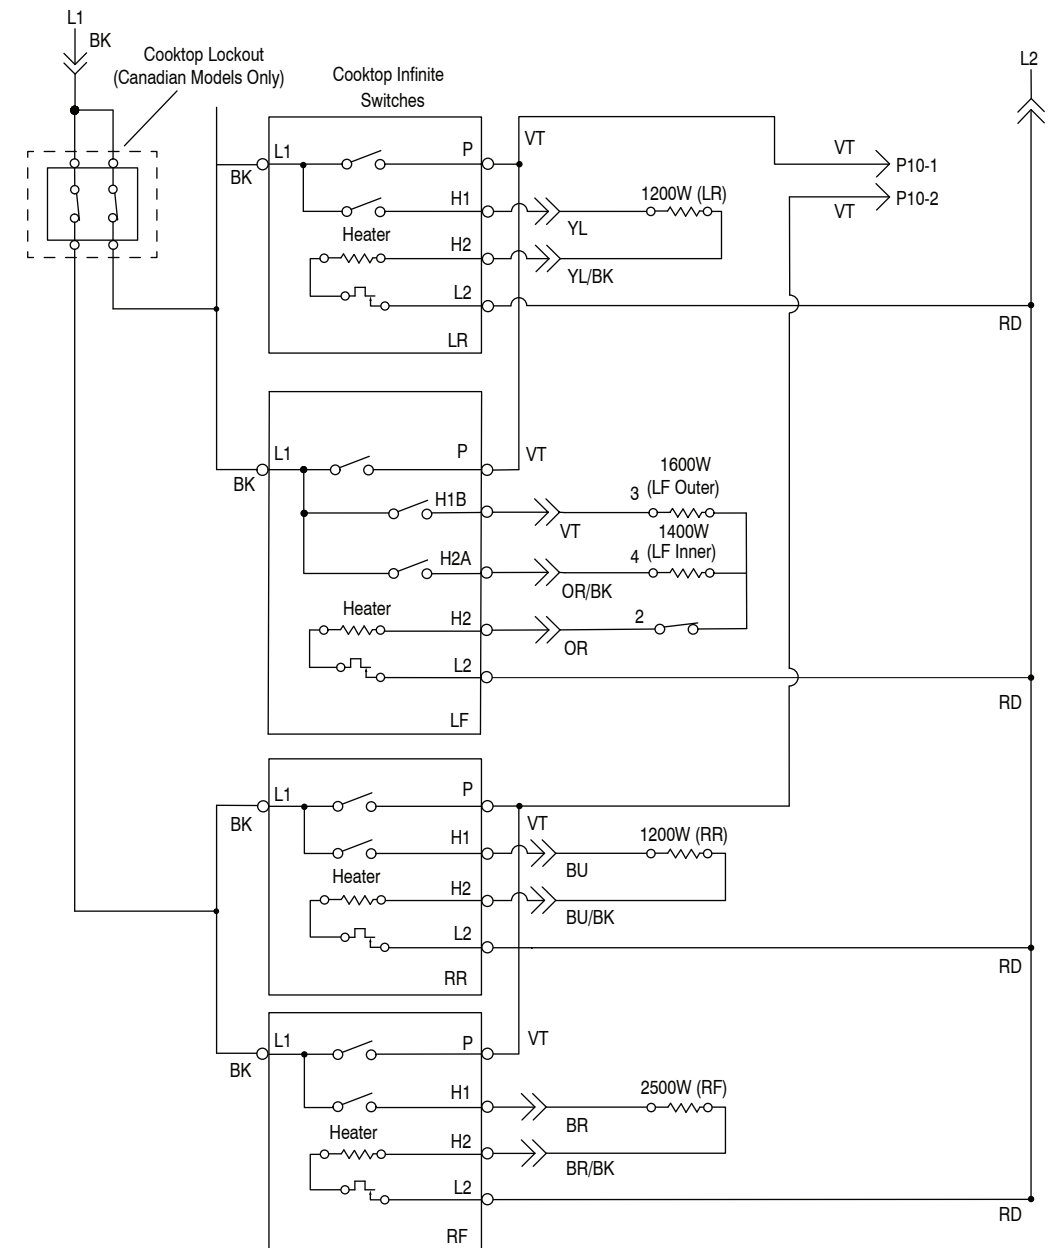 L1
BK
Cooktop Lockout
(Canadian Models Only)
Cooktop Infinite
Switches
L2
L1
BK
P
VT
VT
P10-1
P10-2
VT
H1
YL
1200W (LR)
Heater
H2
YL/BK
L2
RD
LR
L1
BK
P
VT
1600W
(LF Outer)
3
H1B
VT
1400W
(LF Inner)
4
H2A
OR/BK
Heater
H2
2
OR
L2
RD
LF
L1
BK
P
VT
H1
BU
1200W (RR)
Heater
H2
BU/BK
L2
RD
RR
L1
BK
P
VT
H1
BR
2500W (RF)
Heater
H2
BR/BK
L2
RD
RF